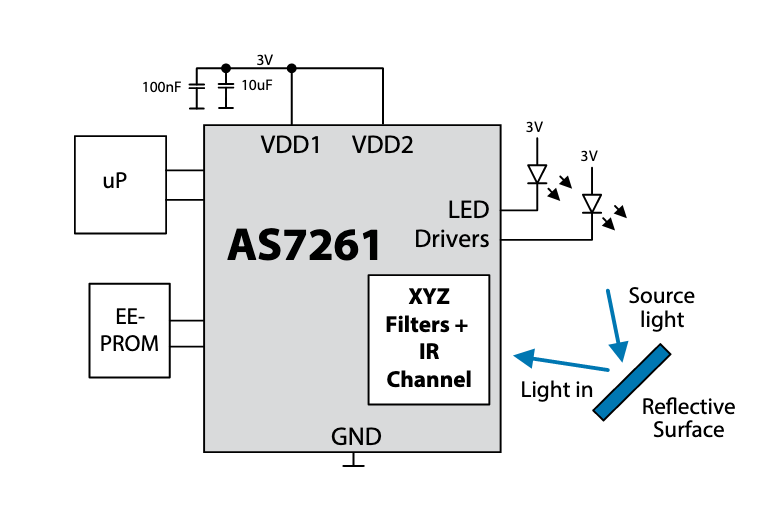 3V
100nF
10uF
VDD1 VDD2
3V
3V
uP
LED
Drivers
AS7261
XYZ
Filters +
IR
Channel
EE-
PROM
Source
light
Light in
Reflective
Surface
GND